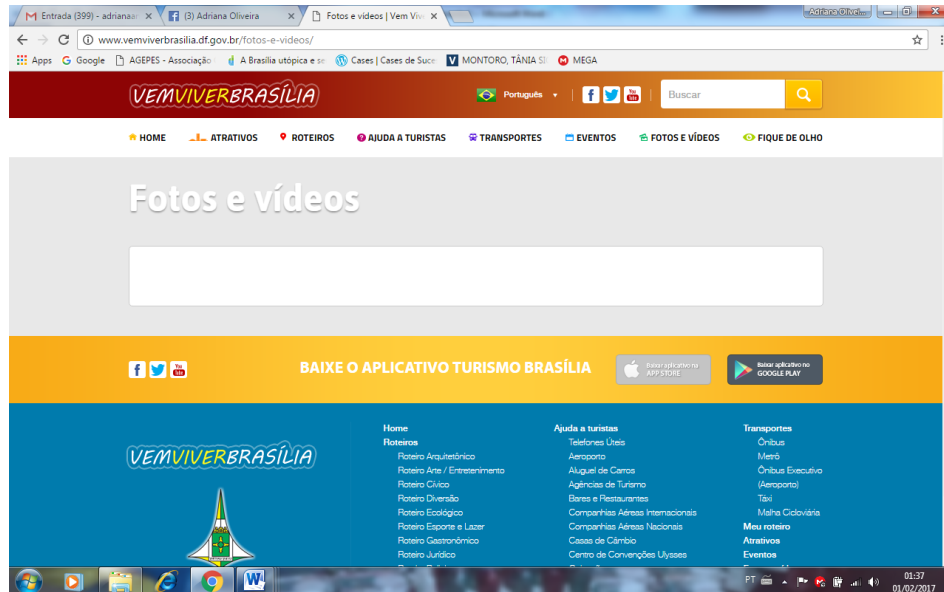 Entrada (399) - adrianaar
(3) Adriana Oliveira
Fotos e vídeos | Vem Viv
Adriana Olivei...
www.vemviverbrasilia.df.gov.br/fotos-e-videos/
Apps Google AGEPES - Associação A Brasília utópica e se Cases | Cases de Suce MONTORO, TÂNIA SI MEGA
VEMVIVERBRASÍLIA
Português
Buscar
HOME ATRATIVOS ROTEIROS AJUDA A TURISTAS TRANSPORTES EVENTOS FOTOS E VÍDEOS FIQUE DE OLHO
Fotos e vídeos
BAIXE O APLICATIVO TURISMO BRASÍLIA
Baixar aplicativo na
APP STORE
Baixar aplicativo no
GOOGLE PLAY
VEMVIVERBRASÍLIA
Home
Roteiros
Roteiro Arquitetônico
Roteiro Arte / Entretenimento
Roteiro Cívico
Roteiro Diversão
Roteiro Ecológico
Roteiro Esporte e Lazer
Roteiro Gastronômico
Roteiro Jurídico
Ajuda a turistas
Telefones Úteis
Aeroporto
Aluguel de Carros
Agências de Turismo
Bares e Restaurantes
Companhias Aéreas Internacionais
Companhias Aéreas Nacionais
Casas de Câmbio
Centro de Convenções Ulysses
Transportes
Ônibus
Metrô
Ônibus Executivo
(Aeroporto)
Táxi
Malha Cicloviária
Meu roteiro
Atrativos
Eventos
PT
01:37
01/02/2017